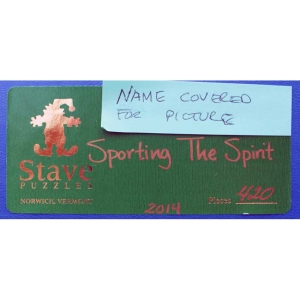 NAME COVERED
FOR PICTURE
Sporting The Spirit
Stave
PUZZLES
NORWICH, VERMONT
2014
Pieces 420